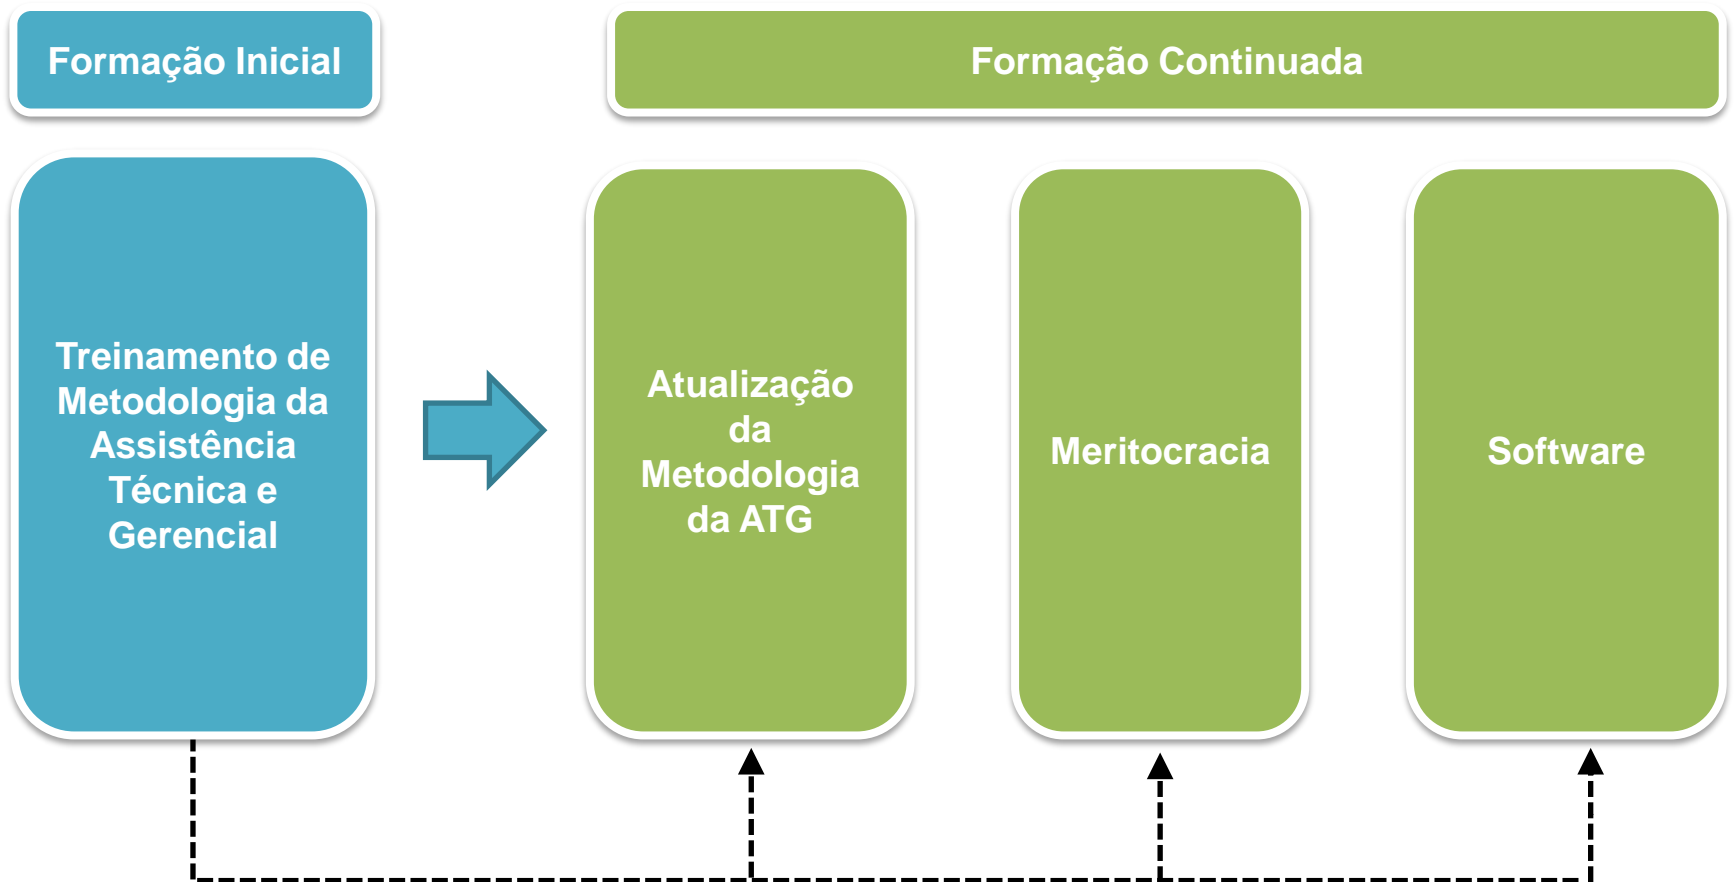 Formação Inicial
Formação Continuada
Treinamento de
Metodologia da
Assistência
Técnica e
Gerencial
Atualização
da
Metodologia
da ATG
Meritocracia
Software